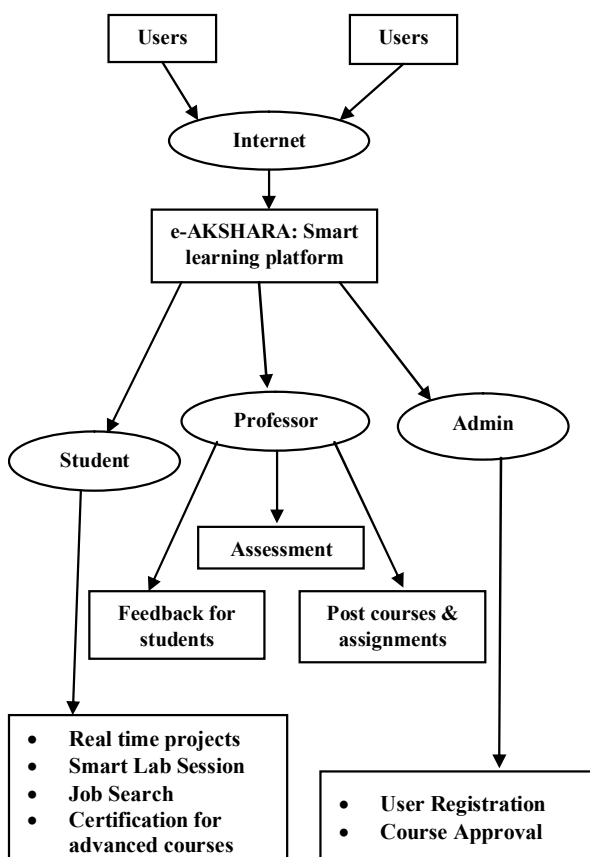 Users
Users
Internet
e-AKSHARA: Smart
learning platform
Professor
Admin
Student
Assessment
Feedback for
students
Post courses &
assignments
• Real time projects
• Smart Lab Session
• Job Search
• Certification for
advanced courses
• User Registration
• Course Approval